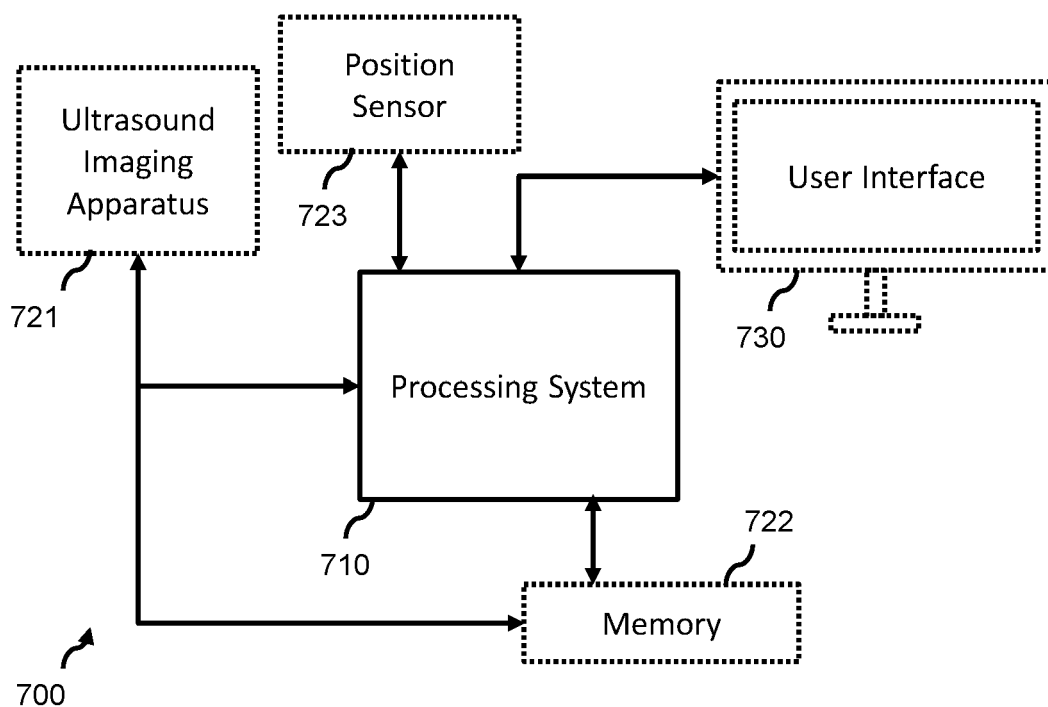 Position
Sensor
723
Ultrasound
Imaging
Apparatus
721
User Interface
730
Processing System
710
722
Memory
700